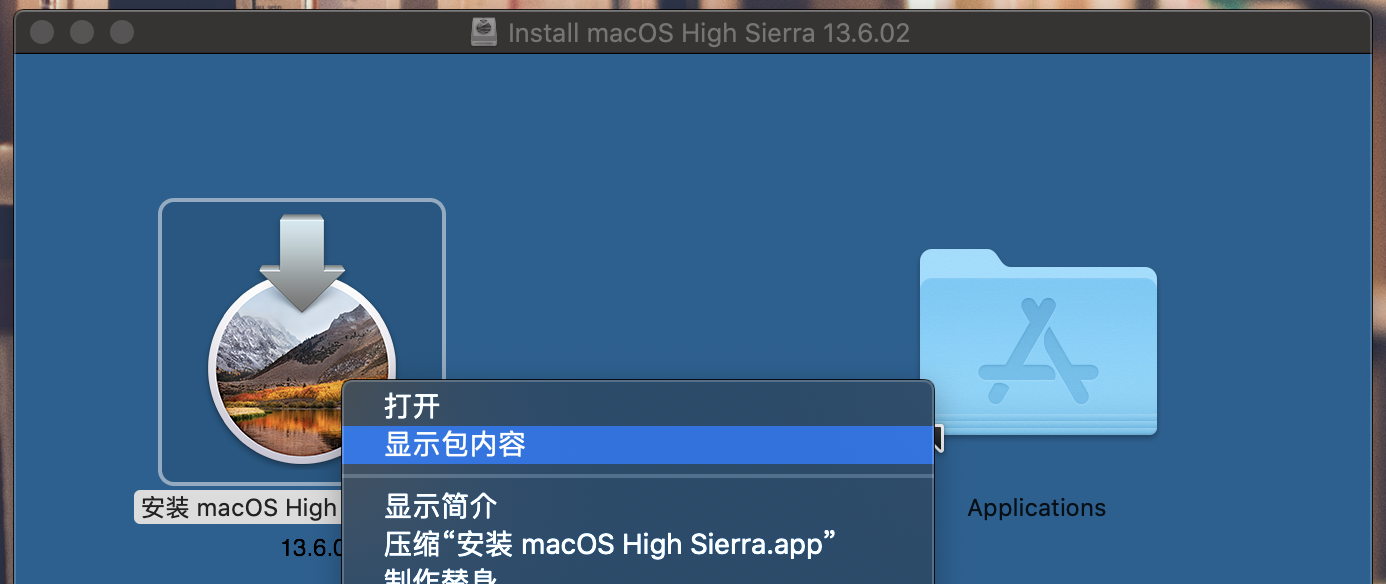 Install macOS High Sierra 13.6.02
打开
显示包内容
安装 macOS High
显示简介
Applications
13.6.0
压缩“安装 macOS High Sierra.app”
制作替身